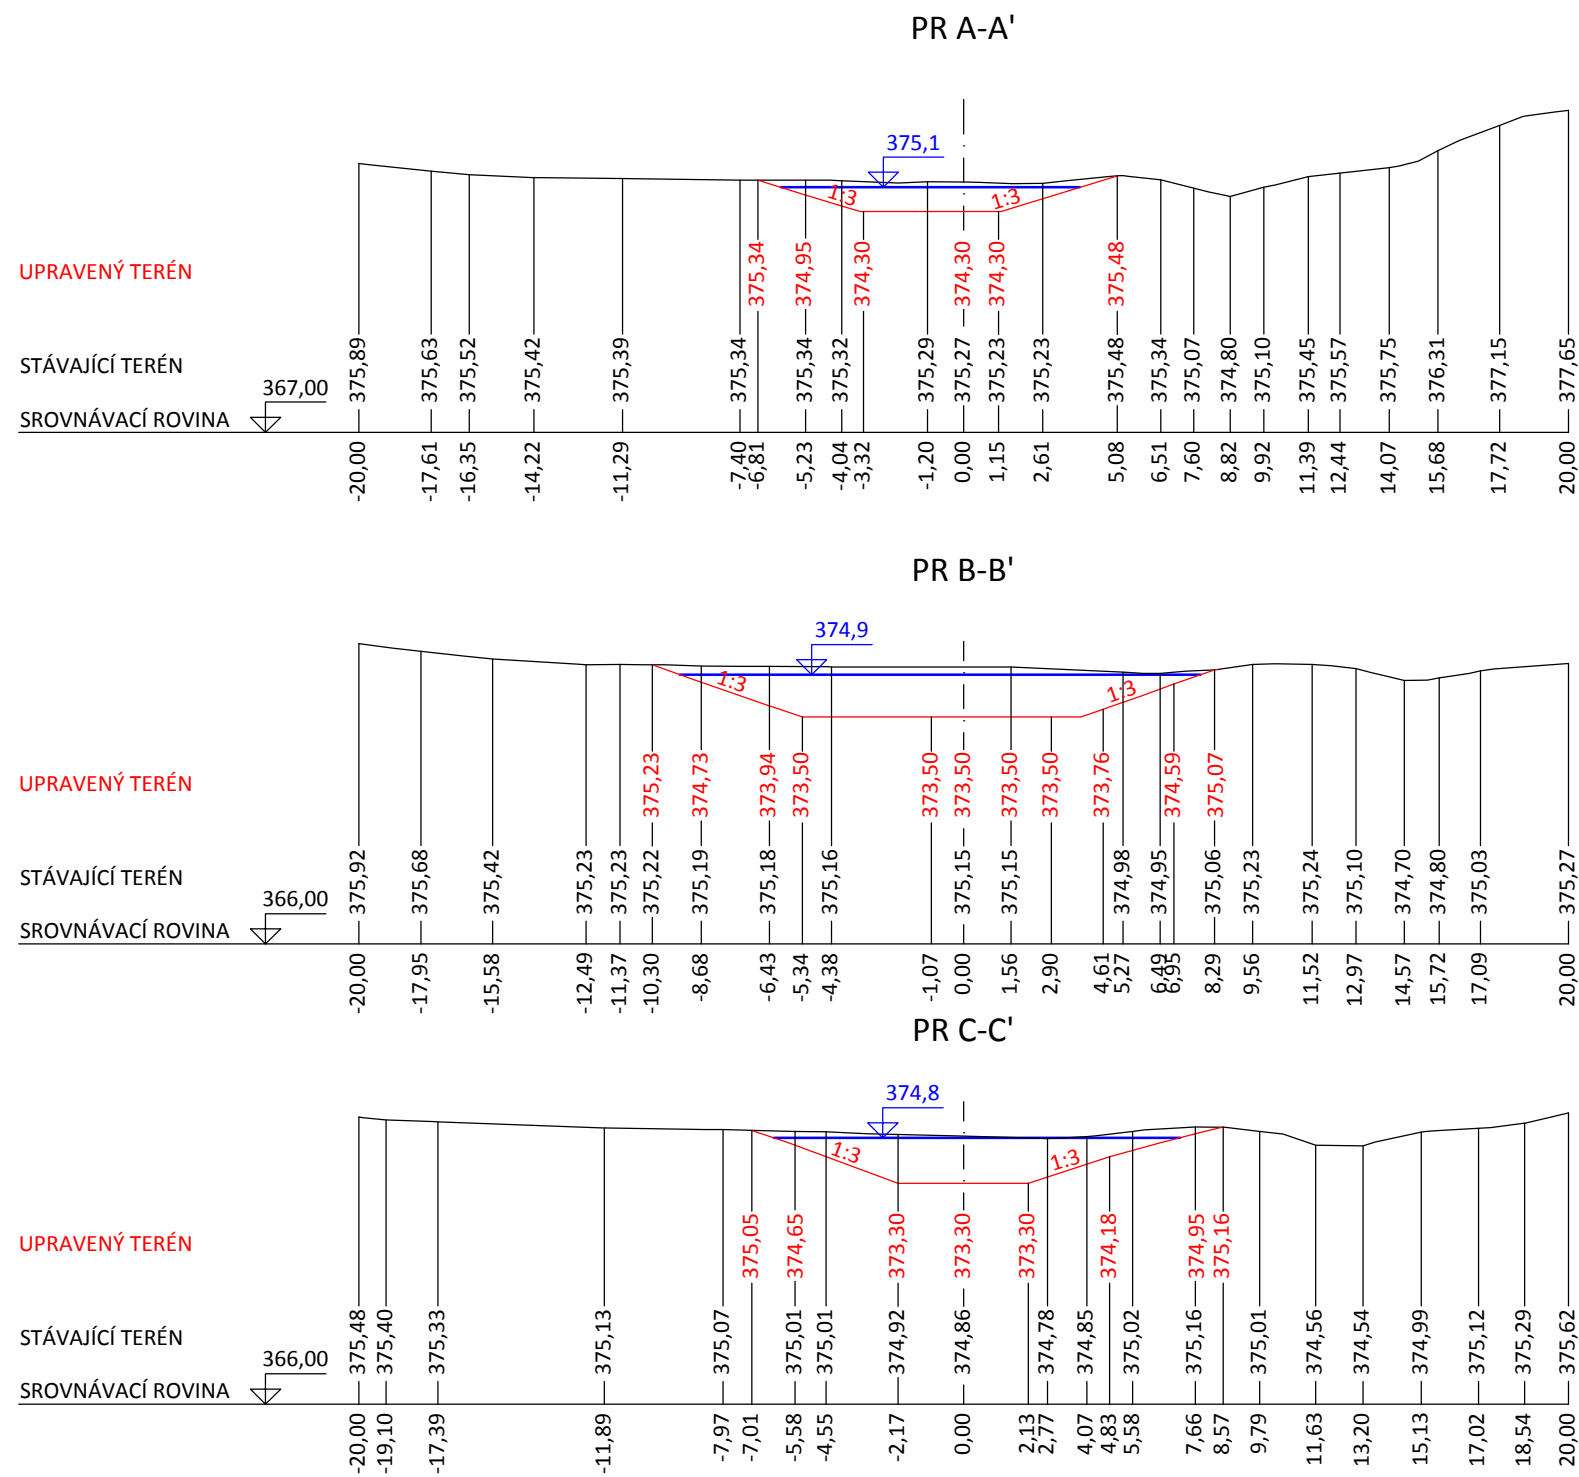 PR A-A'
375,1
1:3 1:3
UPRAVENÝ TERÉN 375,34 374,95 374,30 374,30 374,30 375,48
STÁVAJÍCÍ TERÉN 375,89 375,63 375,52 375,42 375,39 375,34 375,34 375,32 375,29 375,27 375,23 375,23 375,48 375,34 375,07 374,80 375,10 375,45 375,57 375,75 376,31 377,15 377,65
367,00
SROVNÁVACÍ ROVINA
-20,00 -17,61 -16,35 -14,22 -11,29 -7,40 -6,81 -5,23 -4,04 -3,32 -1,20 0,00 1,15 2,61 5,08 6,51 7,60 8,82 9,92 11,39 12,44 14,07 15,68 17,72 20,00
PR B-B'
374,9
1:3 1:3
UPRAVENÝ TERÉN 375,23 374,73 373,94 373,50 373,50 373,50 373,50 373,50 373,76 374,59 375,07
STÁVAJÍCÍ TERÉN 375,92 375,68 375,42 375,23 375,23 375,22 375,19 375,18 375,16 375,15 375,15 374,98 374,95 375,06 375,23 375,24 375,10 374,70 374,80 375,03 375,27
366,00
SROVNÁVACÍ ROVINA
-20,00 -17,95 -15,58 -12,49 -11,37 -10,30 -8,68 -6,43 -5,34 -4,38 -1,07 0,00 1,56 2,90 4,61 5,27 6,49 6,95 8,29 9,56 11,52 12,97 14,57 15,72 17,09 20,00
PR C-C'
374,8
1:3 1:3
UPRAVENÝ TERÉN 375,05 374,65 373,30 373,30 373,30 374,18 374,95 375,16
STÁVAJÍCÍ TERÉN 375,48 375,40 375,33 375,13 375,07 375,01 375,01 374,92 374,86 374,78 374,85 375,02 375,16 375,01 374,56 374,54 374,99 375,12 375,29 375,62
366,00
SROVNÁVACÍ ROVINA
-20,00 -19,10 -17,39 -11,89 -7,97 -7,01 -5,58 -4,55 -2,17 0,00 2,13 2,77 4,07 4,83 5,58 7,66 8,57 9,79 11,63 13,20 15,13 17,02 18,54 20,00